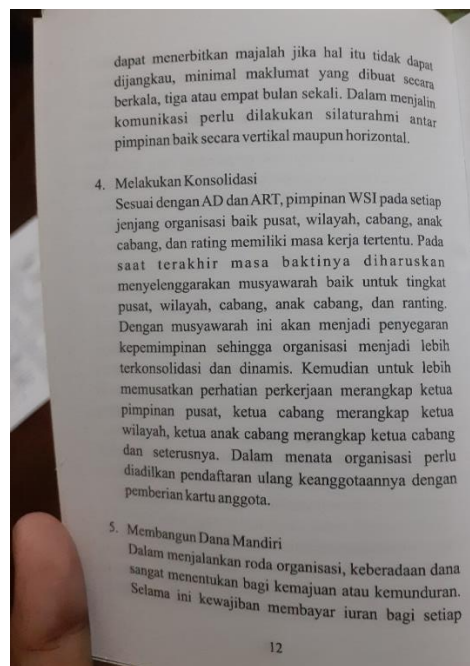 dapat menerbitkan majalah jika hal itu tidak dapat
dijangkau, minimal maklumat yang dibuat secara
berkala, tiga atau empat bulan sekali. Dalam menjalin
komunikasi perlu dilakukan silaturahmi antar
pimpinan baik secara vertikal maupun horizontal.
4. Melakukan Konsolidasi
Sesuai dengan AD dan ART, pimpinan WSI pada setiap
jenjang organisasi baik pusat, wilayah, cabang, anak
cabang, dan rating memiliki masa kerja tertentu. Pada
saat terakhir masa baktinya diharuskan
menyelenggarakan musyawarah baik untuk tingkat
pusat, wilayah, cabang, anak cabang, dan ranting.
Dengan musyawarah ini akan menjadi penyegaran
kepemimpinan sehingga organisasi menjadi lebih
terkonsolidasi dan dinamis. Kemudian untuk lebih
memusatkan perhatian perkerjaan merangkap ketua
pimpinan pusat, ketua cabang merangkap ketua
wilayah, ketua anak cabang merangkap ketua cabang
dan seterusnya. Dalam menata organisasi perlu
diadilkan pendaftaran ulang keanggotaannya dengan
pemberian kartu anggota.
5. Membangun Dana Mandiri
Dalam menjalankan roda organisasi, keberadaan dana
sangat menentukan bagi kemajuan atau kemunduran.
Selama ini kewajiban membayar iuran bagi setiap
12